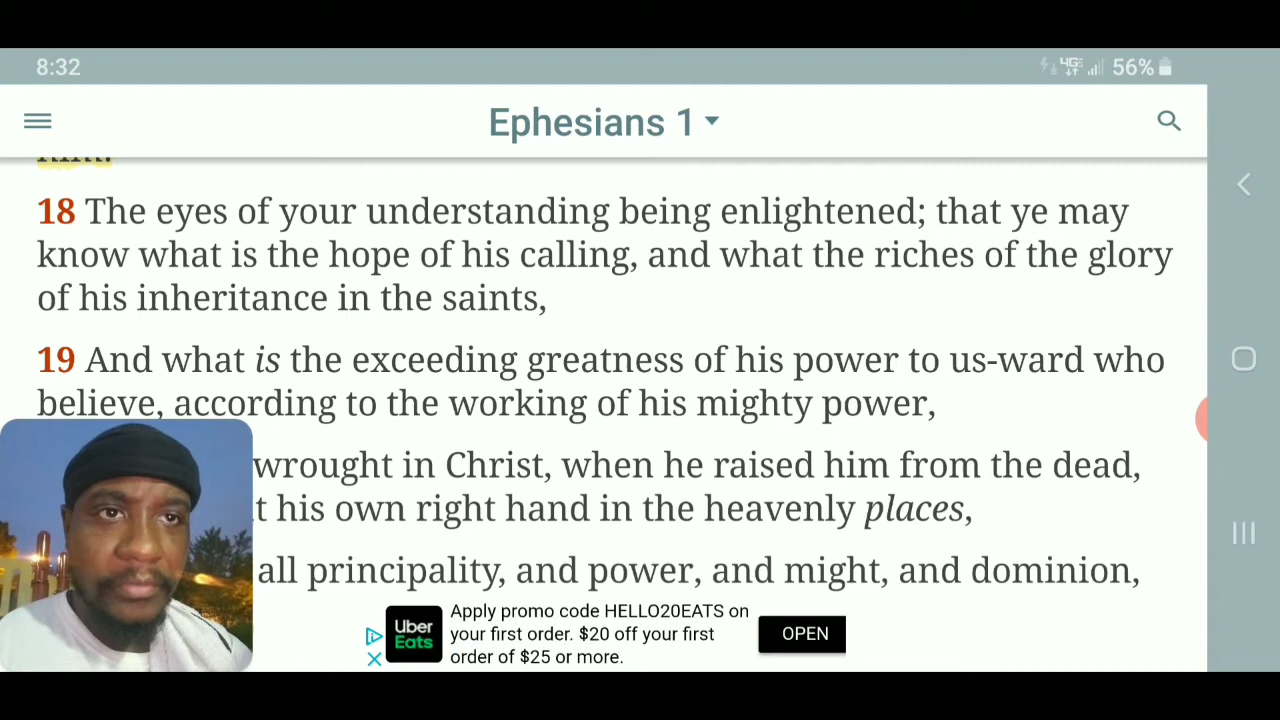 8:32
4GE 56%
Ephesians 1
18 The eyes of your understanding being enlightened; that ye may
know what is the hope of his calling, and what the riches of the glory
of his inheritance in the saints,
19 And what is the exceeding greatness of his power to us-ward who
believe, according to the working of his mighty power,
wrought in Christ, when he raised him from the dead,
his own right hand in the heavenly places,
all principality, and power, and might, and dominion,
Uber
Eats
Apply promo code HELLO20EATS on
your first order. $20 off your first
order of $25 or more.
OPEN